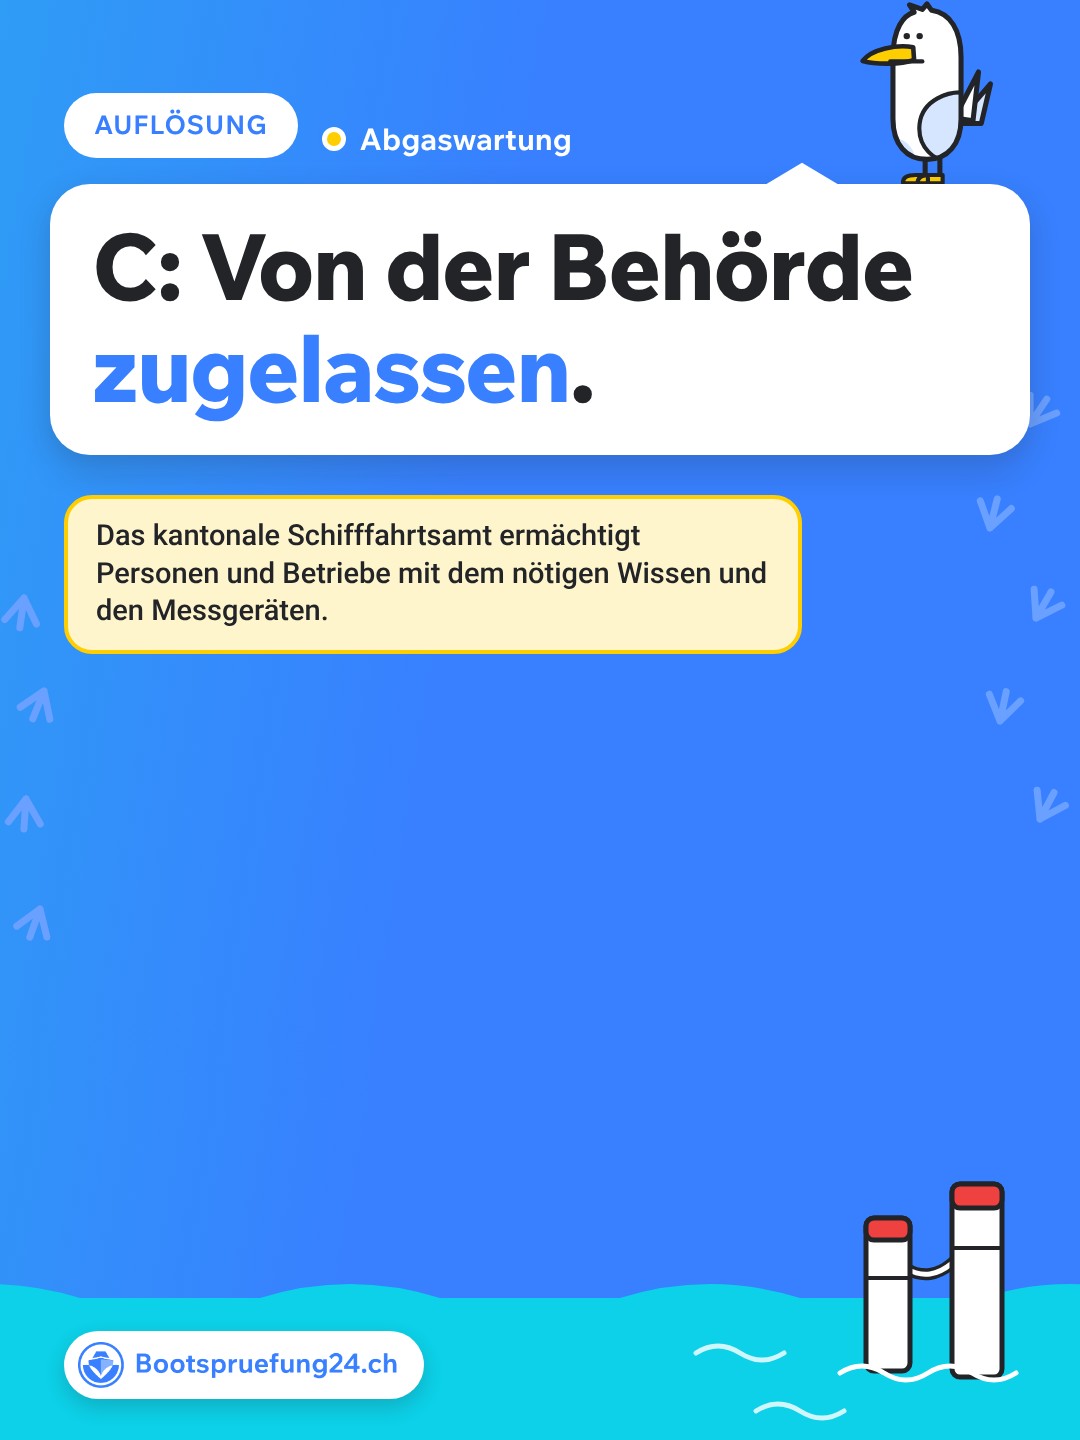 AUFLÖSUNG
Abgaswartung
C: Von der Behörde
zugelassen.
Das kantonale Schifffahrtsamt ermächtigt
Personen und Betriebe mit dem nötigen Wissen und
den Messgeräten.
Bootspruefung24.ch